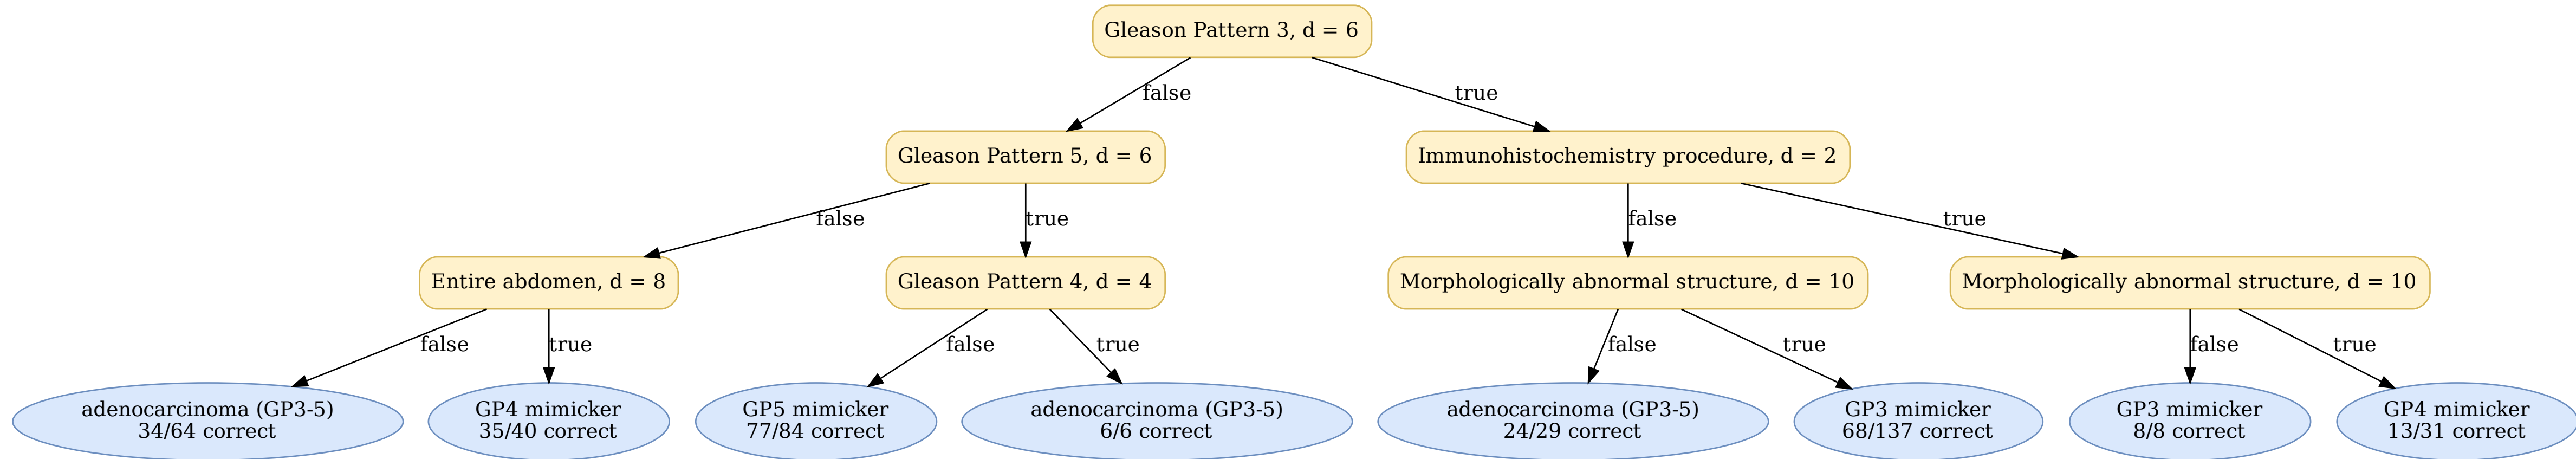 Gleason Pattern 3, d = 6
false
true
Gleason Pattern 5, d = 6
Immunohistochemistry procedure, d = 2
false
true
false
true
Entire abdomen, d = 8
Gleason Pattern 4, d = 4
Morphologically abnormal structure, d = 10
Morphologically abnormal structure, d = 10
false
true
false
true
false
true
false
true
adenocarcinoma (GP3-5)
34/64 correct
GP4 mimicker
35/40 correct
GP5 mimicker
77/84 correct
adenocarcinoma (GP3-5)
6/6 correct
adenocarcinoma (GP3-5)
24/29 correct
GP3 mimicker
68/137 correct
GP3 mimicker
8/8 correct
GP4 mimicker
13/31 correct